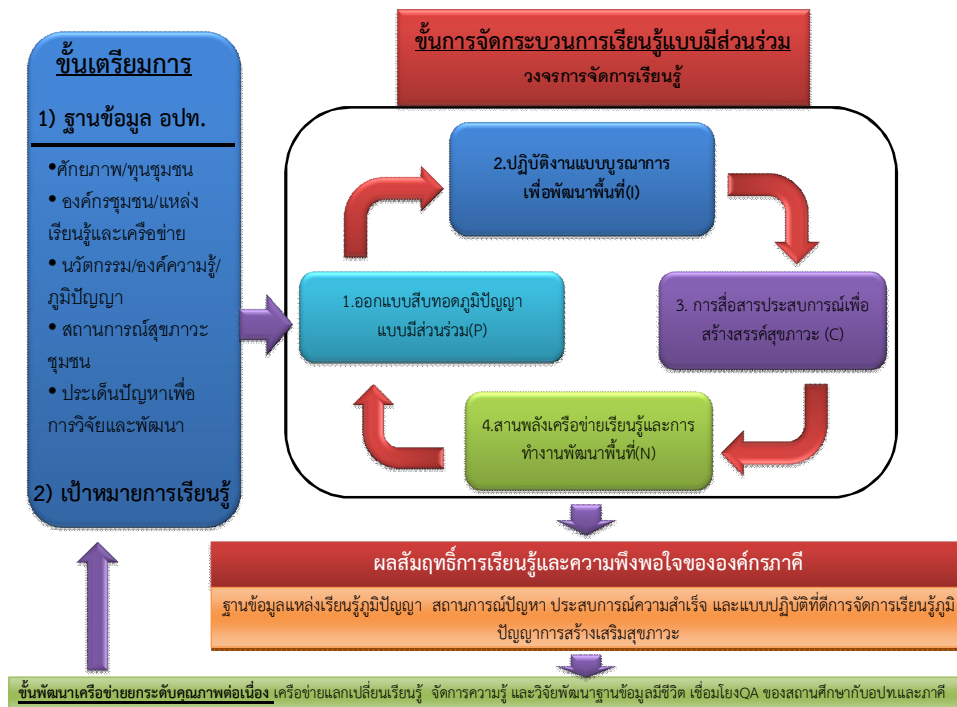 ขั้นเตรียมการ
1) ฐานข้อมูล อปท.
•ศักยภาพ/ทุนชุมชน
• องค์กรชุมชน/แหล่ง
เรียนรู้และเครือข่าย
• นวัตกรรม/องค์ความรู้/
ภูมิปัญญา
• สถานการณ์สุขภาวะ
ชุมชน
• ประเด็นปัญหาเพื่อ
การวิจัยและพัฒนา
2) เป้าหมายการเรียนรู้
ขั้นการจัดกระบวนการเรียนรู้แบบมีส่วนร่วม
วงจรการจัดการเรียนรู้
2.ปฏิบัติงานแบบบูรณาการ
เพื่อพัฒนาพื้นที่(I)
1.ออกแบบสืบทอดภูมิปัญญา
แบบมีส่วนร่วม(P)
3. การสื่อสารประสบการณ์เพื่อ
สร้างสรรค์สุขภาวะ (C)
4.สานพลังเครือข่ายเรียนรู้และการ
ทำงานพัฒนาพื้นที่(N)
ผลสัมฤทธิ์การเรียนรู้และความพึงพอใจขององค์กรภาคี
ฐานข้อมูลแหล่งเรียนรู้ภูมิปัญญา สถานการณ์ปัญหา ประสบการณ์ความสำเร็จ และแบบปฏิบัติที่ดีการจัดการเรียนรู้ภูมิ
ปัญญาการสร้างเสริมสุขภาวะ
ขั้นพัฒนาเครือข่ายยกระดับคุณภาพต่อเนื่อง เครือข่ายแลกเปลี่ยนเรียนรู้ จัดการความรู้ และวิจัยพัฒนาฐานข้อมูลมีชีวิต เชื่อมโยงQA ของสถานศึกษากับอปท.และภาคี